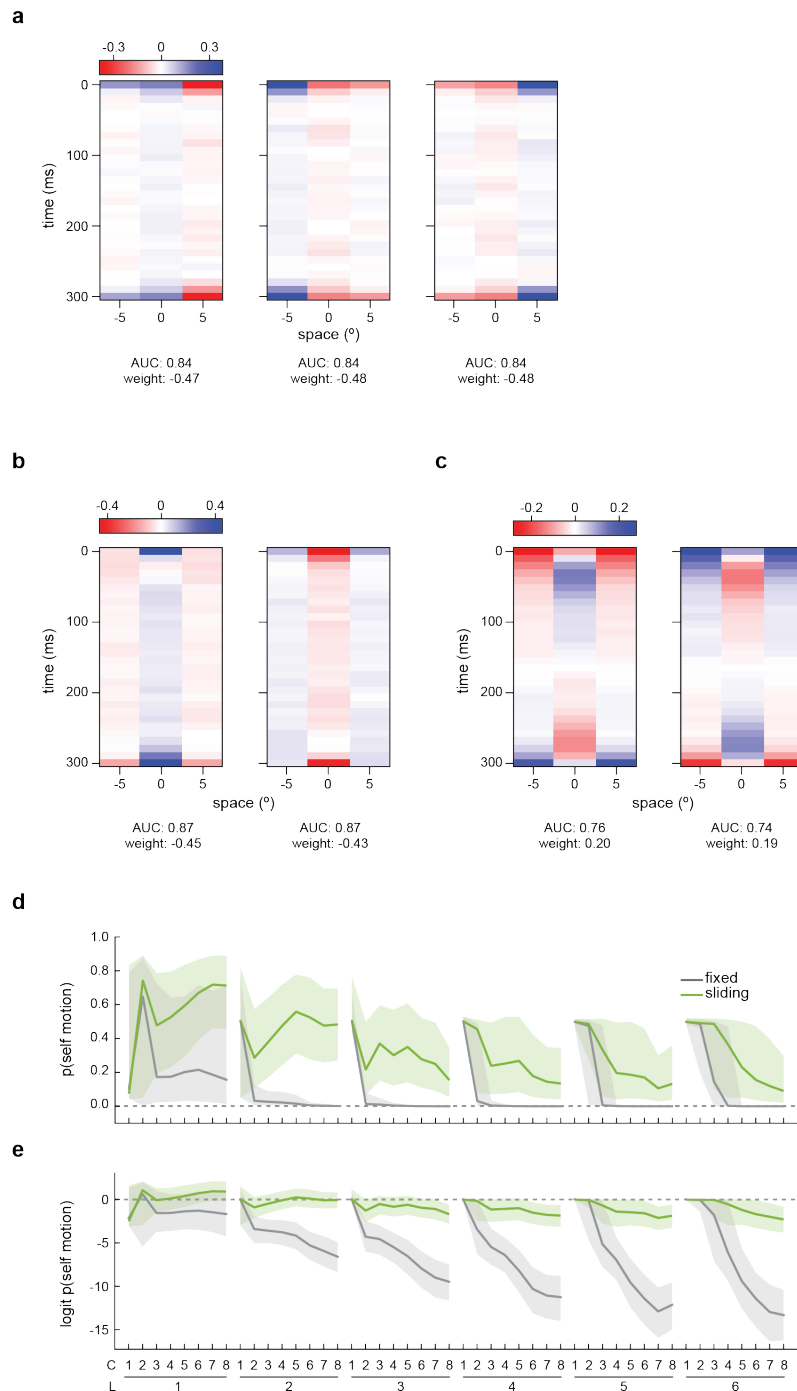 a
-0.3 0 0.3
0
100
200
300
time (ms)
-5 0 5 -5 0 5 -5 0 5
space (º)
AUC: 0.84 AUC: 0.84 AUC: 0.84
weight: -0.47 weight: -0.48 weight: -0.48
b c
-0.4 0 0.4 -0.2 0 0.2
0 0
100 100
200 200
300 300
time (ms) time (ms)
-5 0 5 -5 0 5 -5 0 5 -5 0 5
space (º) space (º)
AUC: 0.87 AUC: 0.87 AUC: 0.76 AUC: 0.74
weight: -0.45 weight: -0.43 weight: 0.20 weight: 0.19
d
1.0
0.8
0.6
0.4
0.2
0.0
p(self motion)
fixed
sliding
e
0
-5
-10
-15
logit p(self motion)
C 1 2 3 4 5 6 7 8 1 2 3 4 5 6 7 8 1 2 3 4 5 6 7 8 1 2 3 4 5 6 7 8 1 2 3 4 5 6 7 8 1 2 3 4 5 6 7 8
L 1 2 3 4 5 6